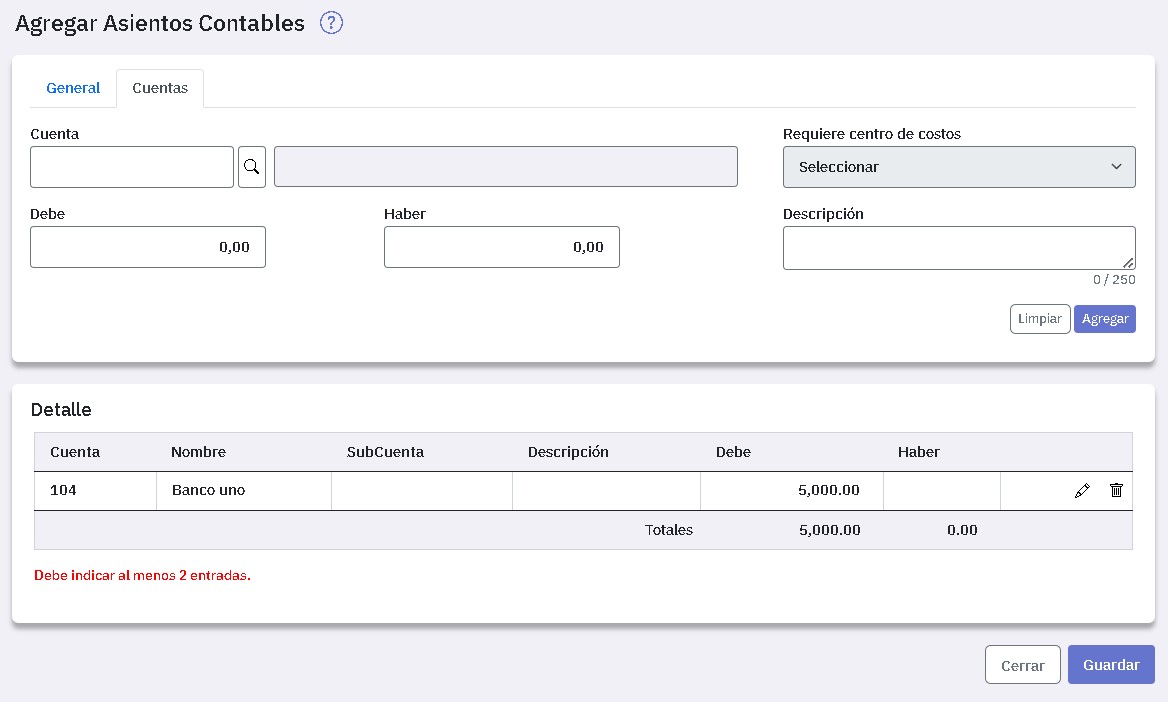 Agregar Asientos Contables ?
General Cuentas
Cuenta Requiere centro de costos
Seleccionar
Debe Haber Descripción
0,00 0,00
0 / 250
Limpiar Agregar
Detalle
Cuenta Nombre SubCuenta Descripción Debe Haber
104 Banco uno 5,000.00
Totales 5,000.00 0.00
Debe indicar al menos 2 entradas.
Cerrar Guardar